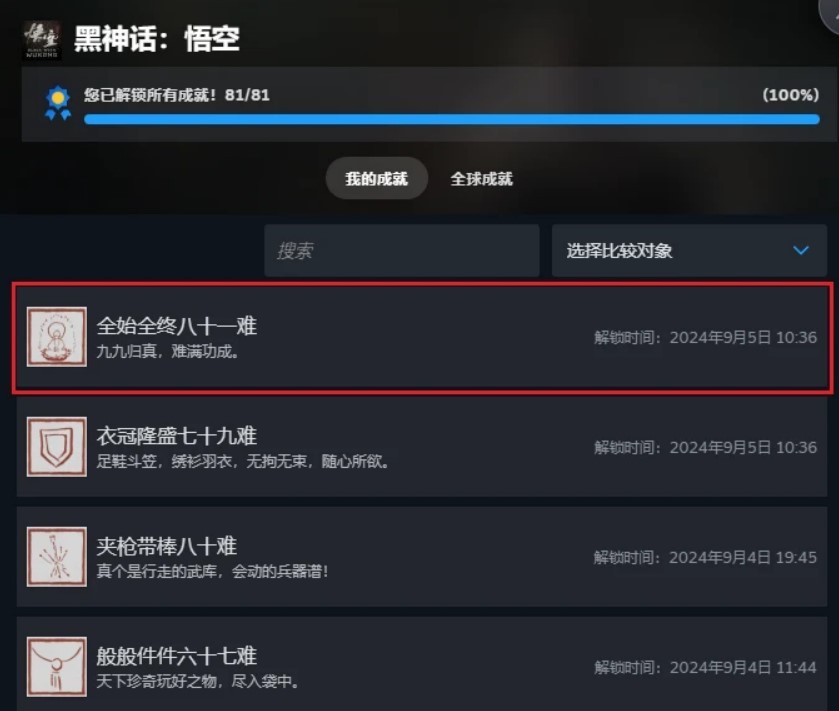 黑神话：悟空
您已解锁所有成就！81/81 (100%)
我的成就 全球成就
搜索 选择比较对象
全始全终八十一难
九九归真，难满功成。
解锁时间：2024年9月5日 10:36
衣冠隆盛七十九难
足鞋斗笠，绣衫羽衣，无拘无束，随心所欲。
解锁时间：2024年9月5日 10:36
夹枪带棒八十难
真个是行走的武库，会动的兵器谱！
解锁时间：2024年9月4日 19:45
般般件件六十七难
天下珍奇玩好之物，尽入袋中。
解锁时间：2024年9月4日 11:44